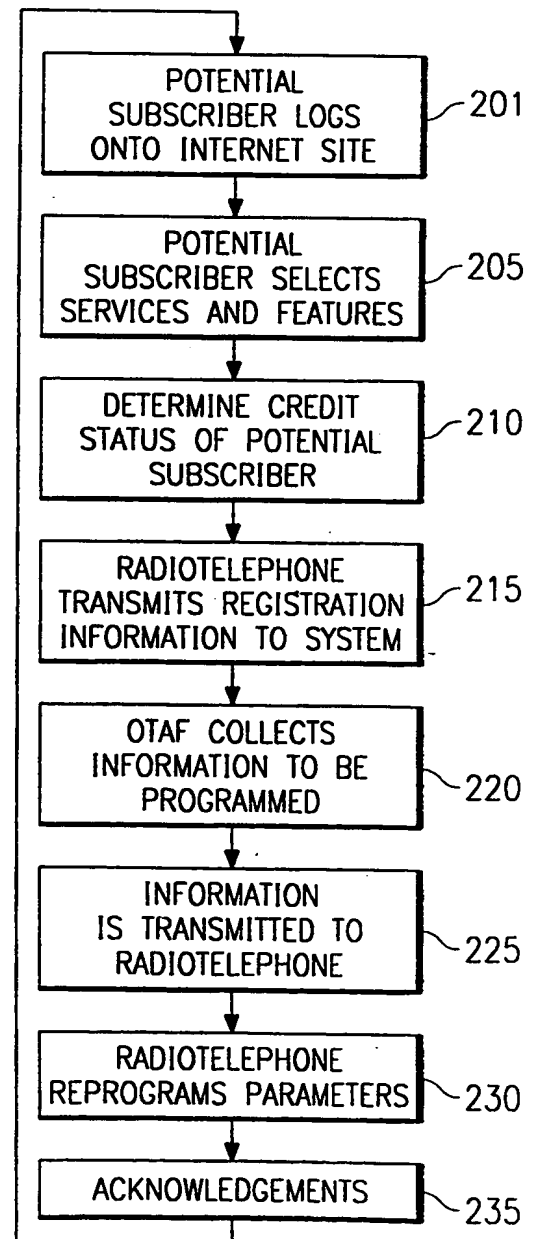 POTENTIAL
SUBSCRIBER LOGS
ONTO INTERNET SITE
201
POTENTIAL
SUBSCRIBER SELECTS
SERVICES AND FEATURES
205
DETERMINE CREDIT
STATUS OF POTENTIAL
SUBSCRIBER
210
RADIOTELEPHONE
TRANSMITS REGISTRATION
INFORMATION TO SYSTEM
215
OTAF COLLECTS
INFORMATION TO BE
PROGRAMMED
220
INFORMATION
IS TRANSMITTED TO
RADIOTELEPHONE
225
RADIOTELEPHONE
REPROGRAMS PARAMETERS
230
ACKNOWLEDGEMENTS
235